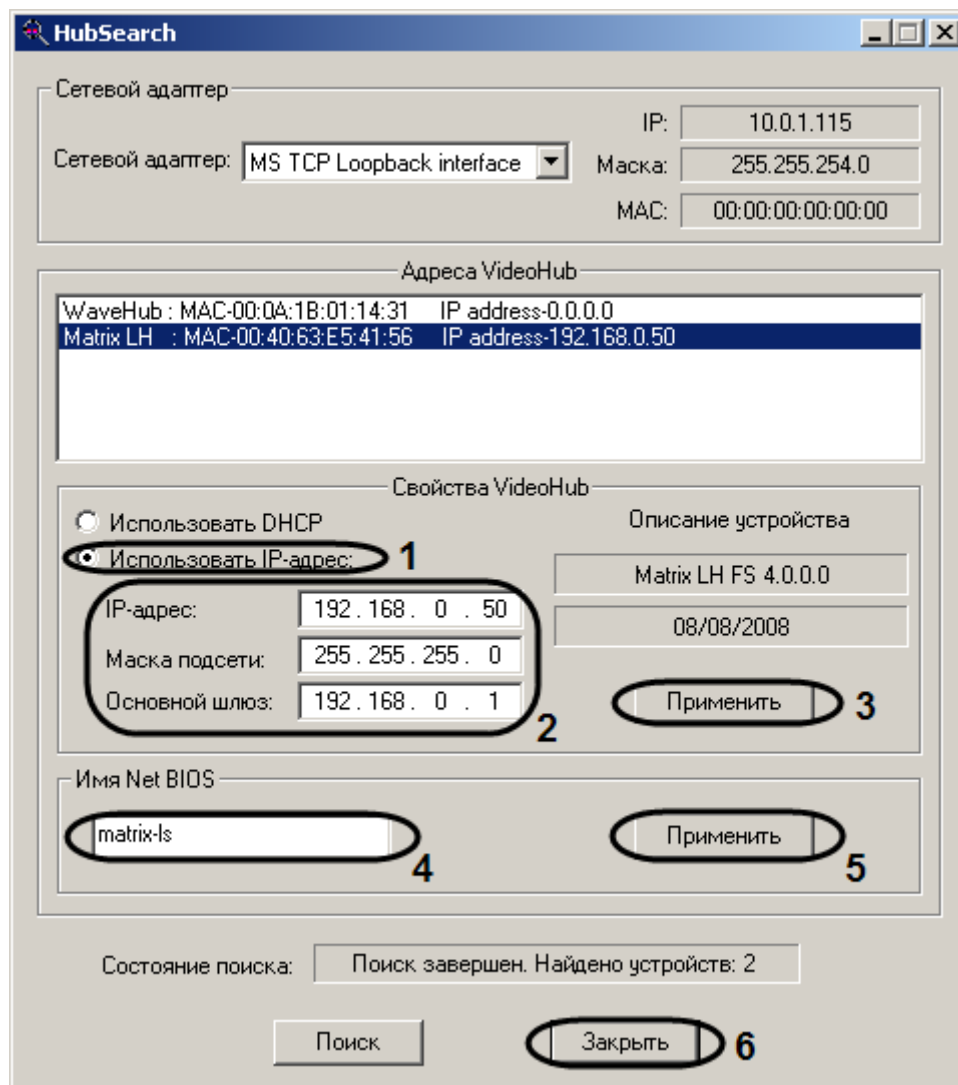 HubSearch
Сетевой адаптер
IP: 10.0.1.115
Сетевой адаптер: MS TCP Loopback interface Маска: 255.255.254.0
MAC: 00:00:00:00:00:00
Адреса VideoHub
WaveHub : MAC-00:0A:1B:01:14:31 IP address-0.0.0.0
Matrix LH : MAC-00:40:63:E5:41:56 IP address-192.168.0.50
Свойства VideoHub
Использовать DHCP Описание устройства
Использовать IP-адрес: 1
Matrix LH FS 4.0.0.0
IP-адрес: 192 . 168 . 0 . 50
08/08/2008
Маска подсети: 255 . 255 . 255 . 0
Основной шлюз: 192 . 168 . 0 . 1 Применить 3
2
Имя Net BIOS
matrix-ls Применить
4 5
Состояние поиска: Поиск завершен. Найдено устройств: 2
Поиск Закрыть 6